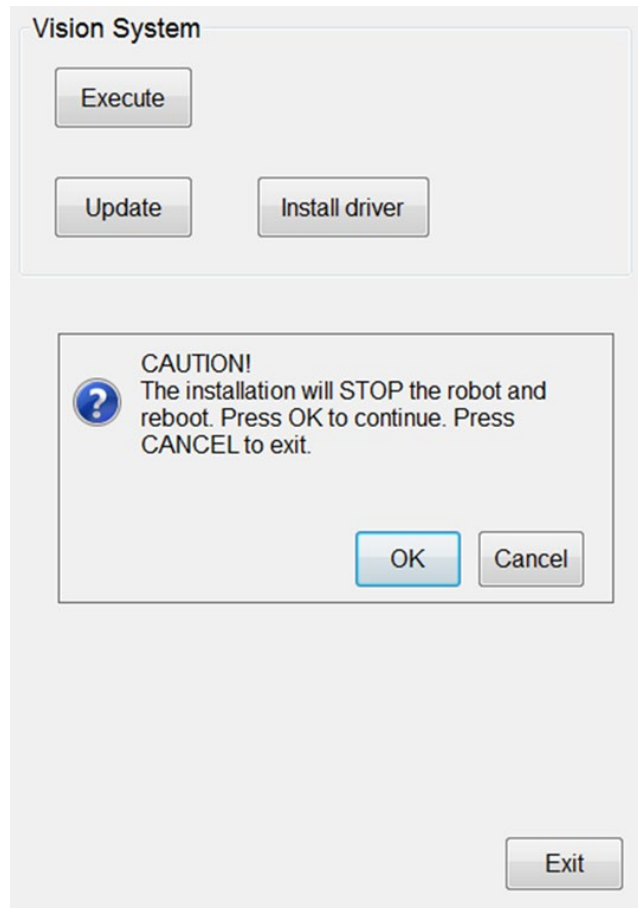 Vision System
Execute
Update
Install driver
CAUTION!
The installation will STOP the robot and
reboot. Press OK to continue. Press
CANCEL to exit.
OK
Cancel
Exit